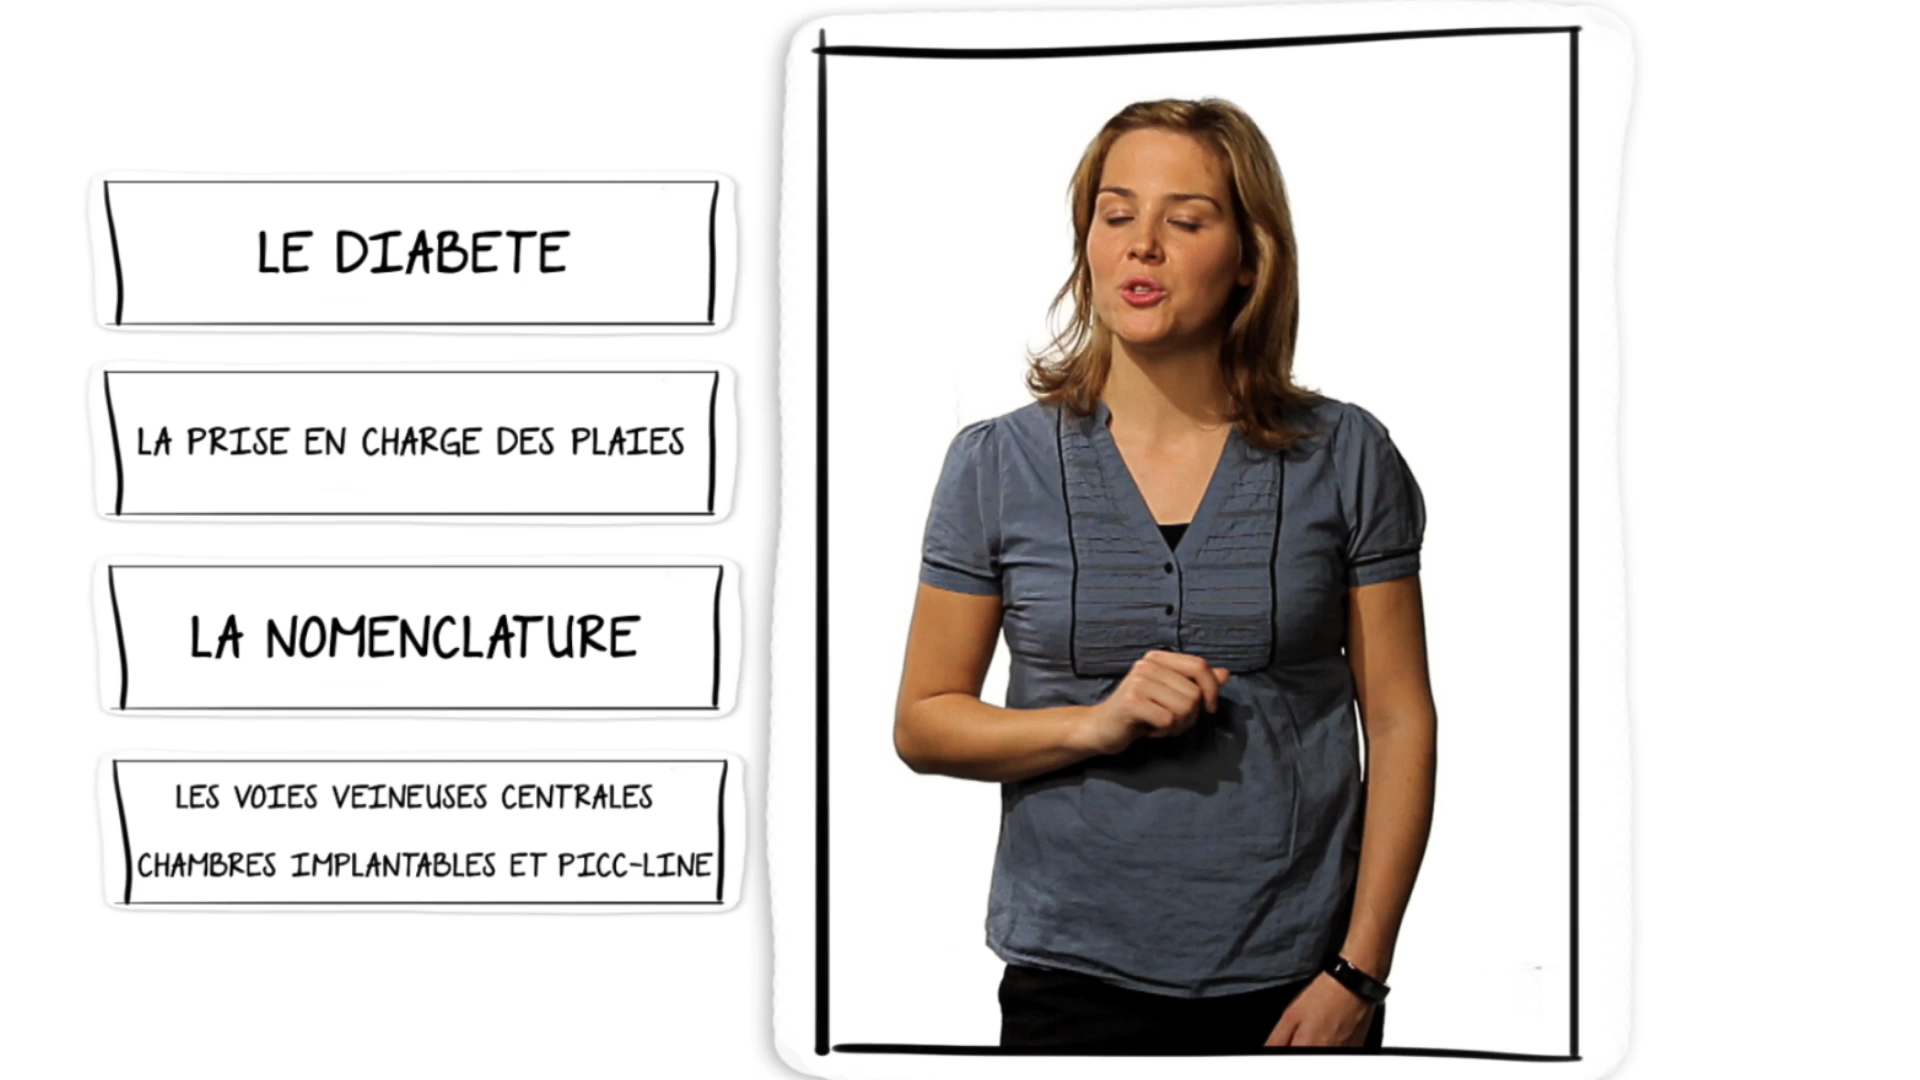 LE DIABETE
LA PRISE EN CHARGE DES PLAIES
LA NOMENCLATURE
LES VOIES VEINEUSES CENTRALES
CHAMBRES IMPLANTABLES ET PICC-LINE